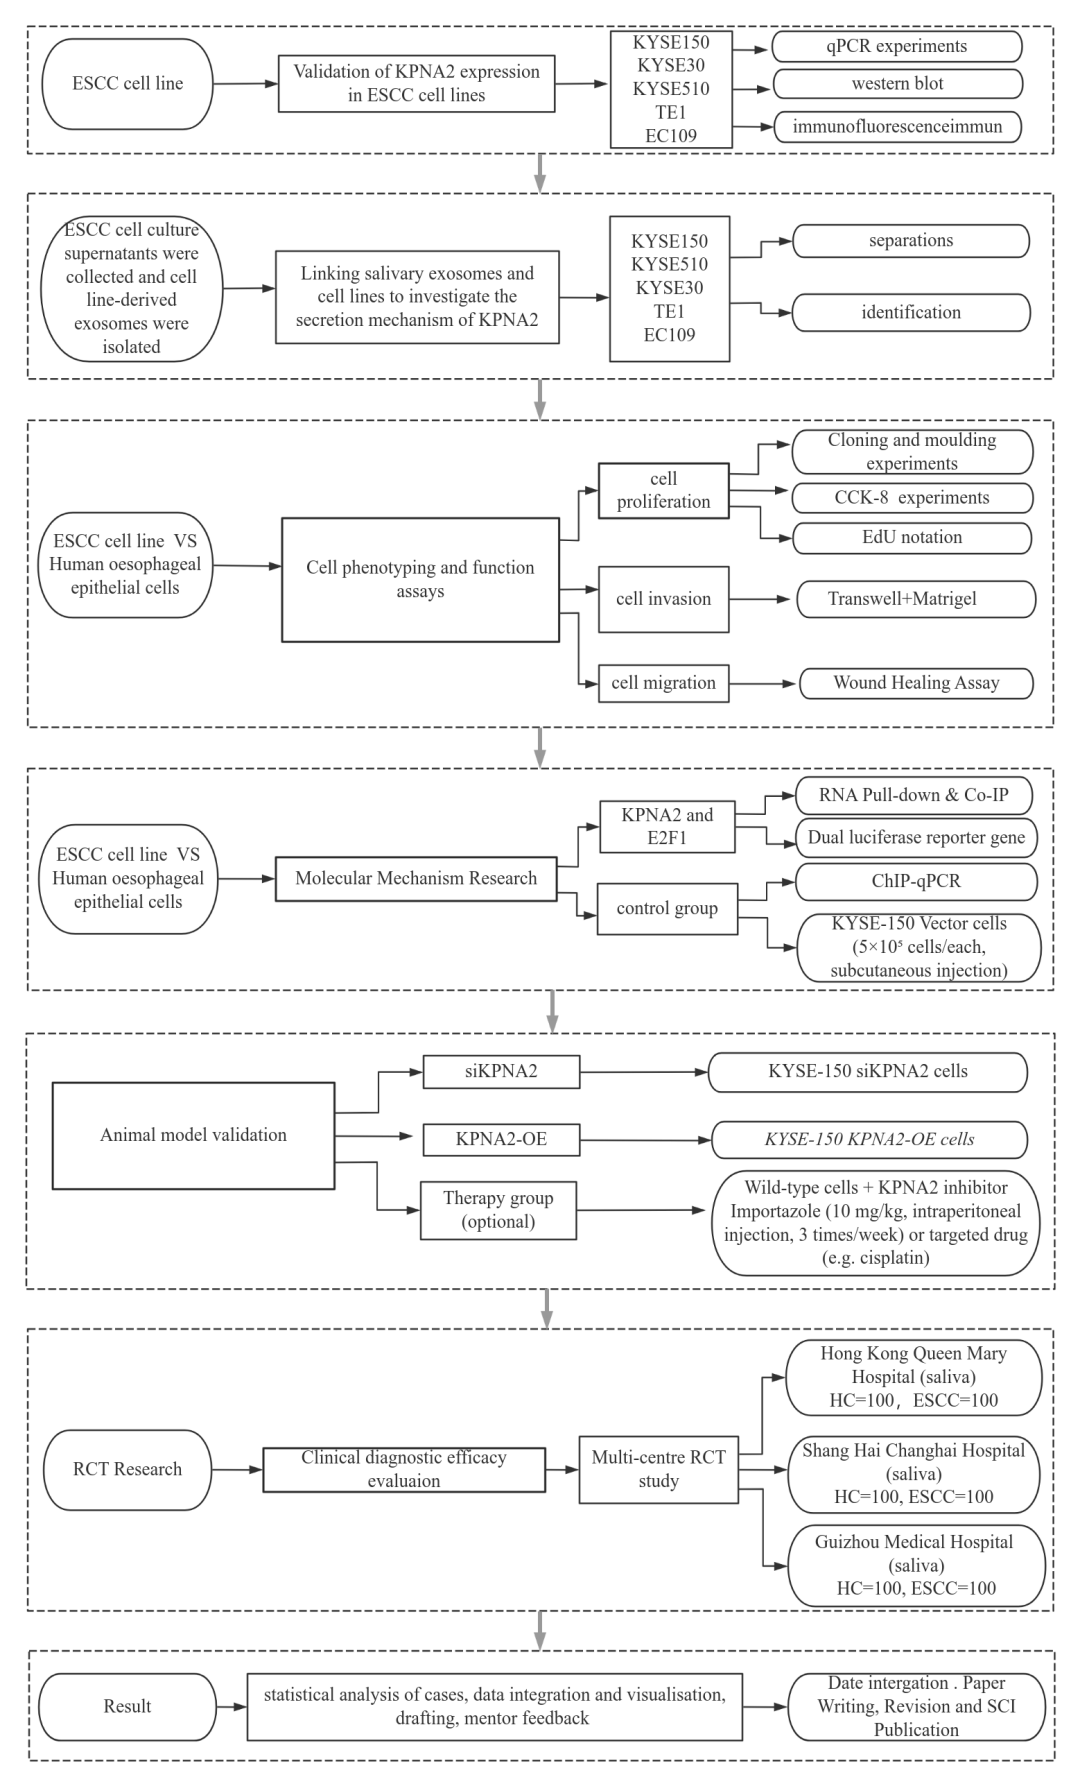 ESCC cell line
Validation of KPNA2 expression
in ESCC cell lines
KYSE150
KYSE30
KYSE510
TE1
EC109
qPCR experiments
western blot
immunofluorescenceimmun
ESCC cell culture
supernatants were
collected and cell
line-derived
exosomes were
isolated
Linking salivary exosomes and
cell lines to investigate the
secretion mechanism of KPNA2
KYSE150
KYSE510
KYSE30
TE1
EC109
separations
identification
ESCC cell line VS
Human oesophageal
epithelial cells
Cell phenotyping and function
assays
cell
proliferation
Cloning and moulding
experiments
CCK-8 experiments
EdU notation
cell invasion
Transwell+Matrigel
cell migration
Wound Healing Assay
ESCC cell line VS
Human oesophageal
epithelial cells
Molecular Mechanism Research
KPNA2 and
E2F1
RNA Pull-down & Co-IP
Dual luciferase reporter gene
control group
ChIP-qPCR
KYSE-150 Vector cells
(5×10⁵ cells/each,
subcutaneous injection)
Animal model validation
siKPNA2
KYSE-150 siKPNA2 cells
KPNA2-OE
KYSE-150 KPNA2-OE cells
Therapy group
(optional)
Wild-type cells + KPNA2 inhibitor
Importazole (10 mg/kg, intraperitoneal
injection, 3 times/week) or targeted drug
(e.g. cisplatin)
RCT Research
Clinical diagnostic efficacy
evaluaion
Multi-centre RCT
study
Hong Kong Queen Mary
Hospital (saliva)
HC=100，ESCC=100
Shang Hai Changhai Hospital
(saliva)
HC=100, ESCC=100
Guizhou Medical Hospital
(saliva)
HC=100, ESCC=100
Result
statistical analysis of cases, data integration and visualisation,
drafting, mentor feedback
Date intergation . Paper
Writing, Revision and SCI
Publication